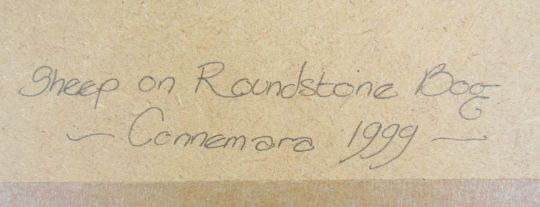 Sheep on Roundstone Bog
— Connemara 1999 —